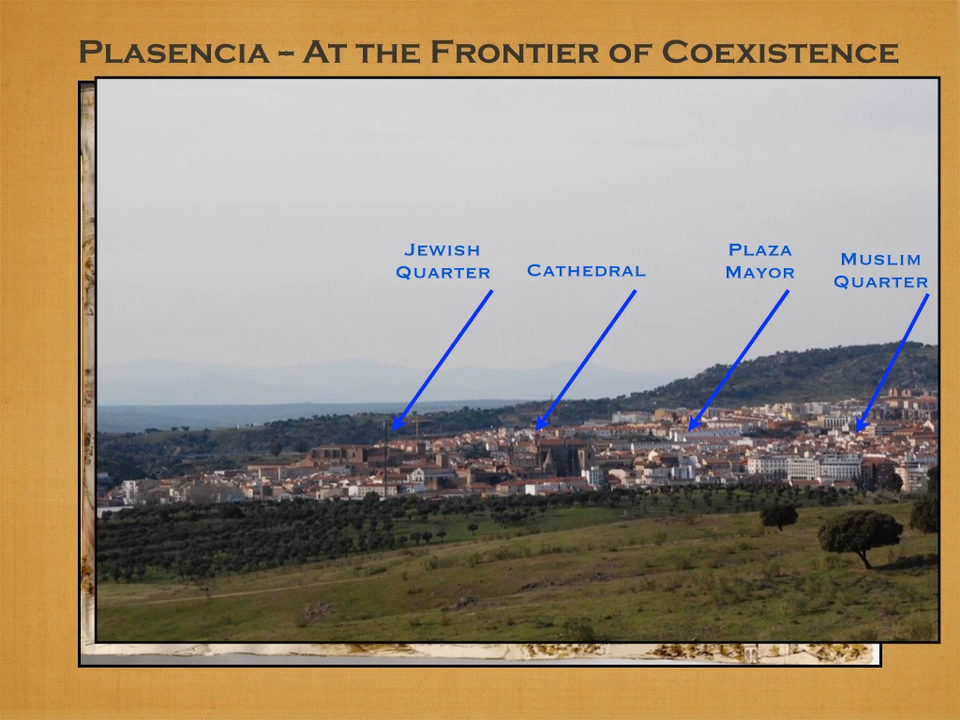 Plasencia – At the Frontier of Coexistence
Jewish
Quarter
Cathedral
Plaza
Mayor
Muslim
Quarter